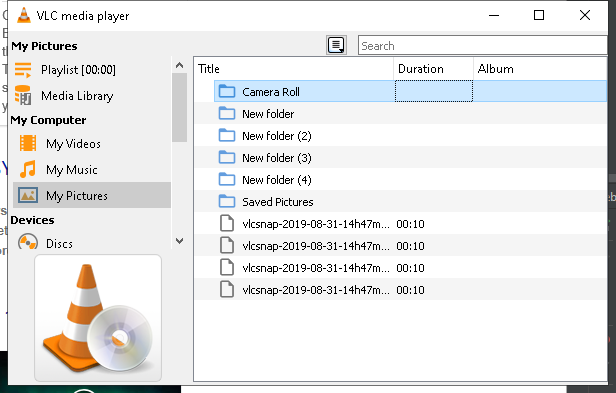 VLC media player
My Pictures
Playlist [00:00]
Media Library
My Computer
My Videos
My Music
My Pictures
Devices
Discs
Search
Title Duration Album
Camera Roll
New folder
New folder (2)
New folder (3)
New folder (4)
Saved Pictures
vlcsnap-2019-08-31-14h47m... 00:10
vlcsnap-2019-08-31-14h47m... 00:10
vlcsnap-2019-08-31-14h47m... 00:10
vlcsnap-2019-08-31-14h47m... 00:10